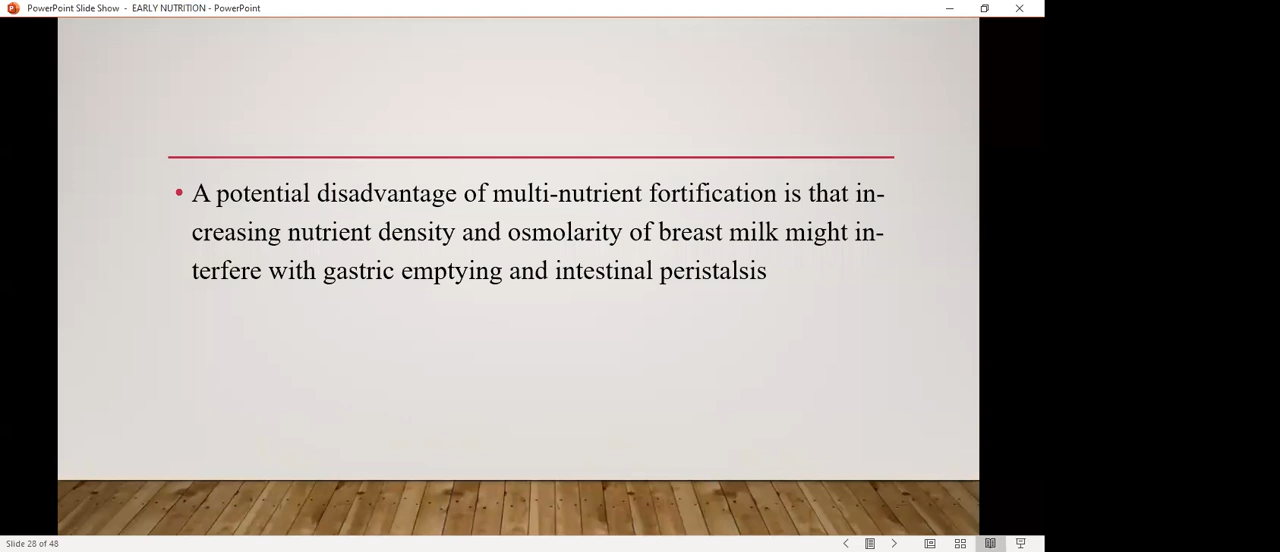 PowerPoint Slide Show - EARLY NUTRITION - PowerPoint
• A potential disadvantage of multi-nutrient fortification is that in-
creasing nutrient density and osmolarity of breast milk might in-
terfere with gastric emptying and intestinal peristalsis
Slide 28 of 48